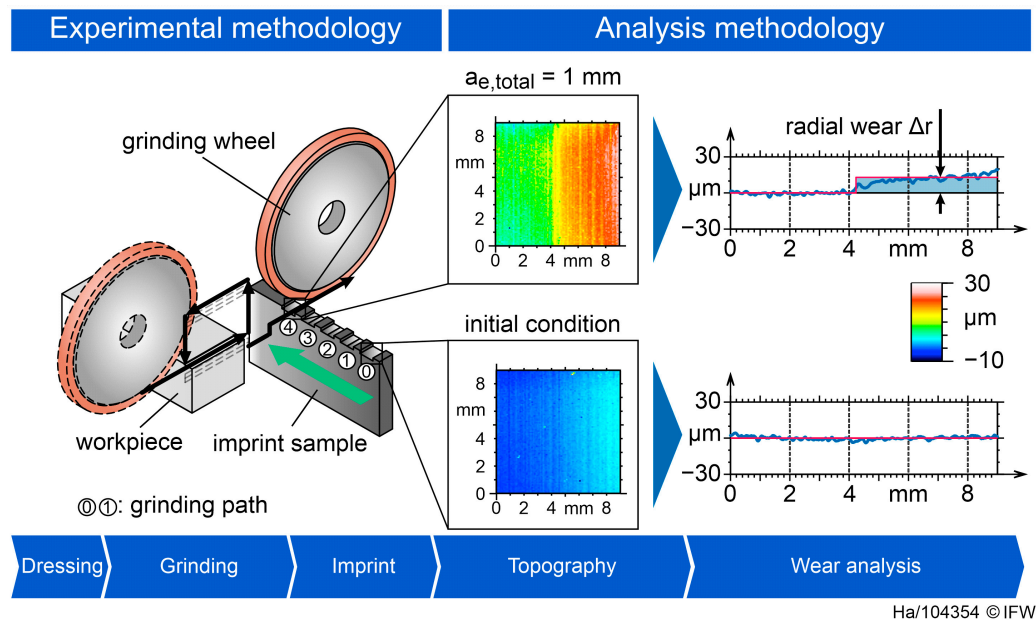 Experimental methodology
Analysis methodology
grinding wheel
workpiece
imprint sample
④
③
②
①
⓪
⓪①: grinding path
a_e,total = 1 mm
8
mm
4
2
0
0 2 4 mm 8
initial condition
8
mm
4
2
0
0 2 4 mm 8
radial wear Δr
30
µm
−30
0 2 4 mm 8
30
µm
−10
30
µm
−30
0 2 4 mm 8
Dressing
Grinding
Imprint
Topography
Wear analysis
Ha/104354 © IFW